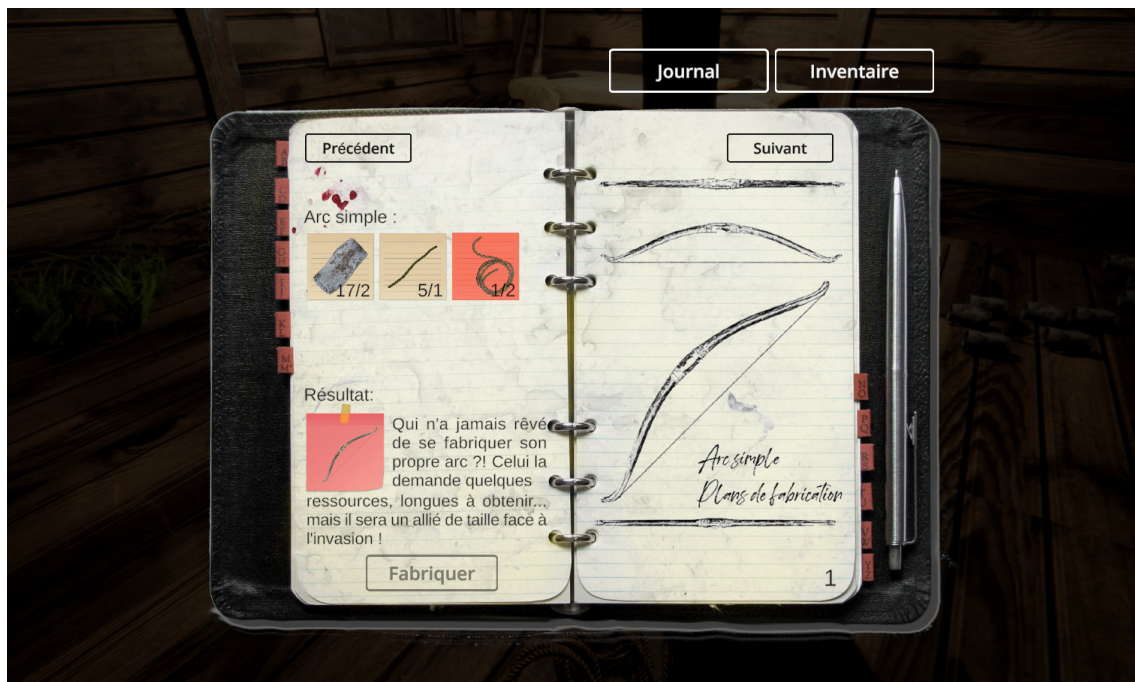 Journal
Inventaire
Précédent
Suivant
Arc simple :
17/2
5/1
1/2
Résultat:
Qui n'a jamais rêvé
de se fabriquer son
propre arc ?! Celui la
demande quelques
ressources, longues à obtenir...
mais il sera un allié de taille face à
l'invasion !
Fabriquer
Arc simple
Plans de fabrication
1